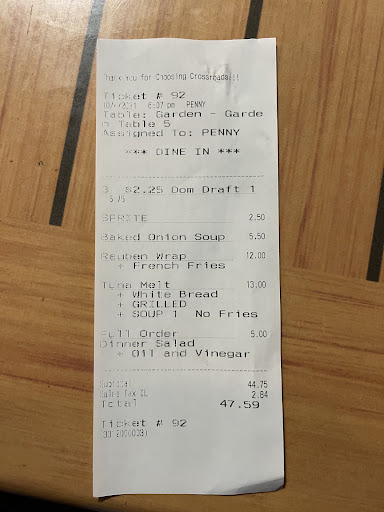 Thank you for Choosing Crossroads!!!
Ticket # 92
6:07 pm PENNY
Table: Garden - Garde
n Table 5
Assigned To: PENNY
*** DINE IN ***
3 $2.25 Dom Draft 1
6.75
SPRITE 2.50
Baked Onion Soup 5.50
Reuben Wrap 12.00
+ French Fries
Tuna Melt 13.00
+ White Bread
+ GRILLED
+ SOUP 1 No Fries
Full Order 5.00
Dinner Salad
+ Oil and Vinegar
Subtotal 44.75
Sales Tax IL 2.84
Total 47.59
Ticket # 92